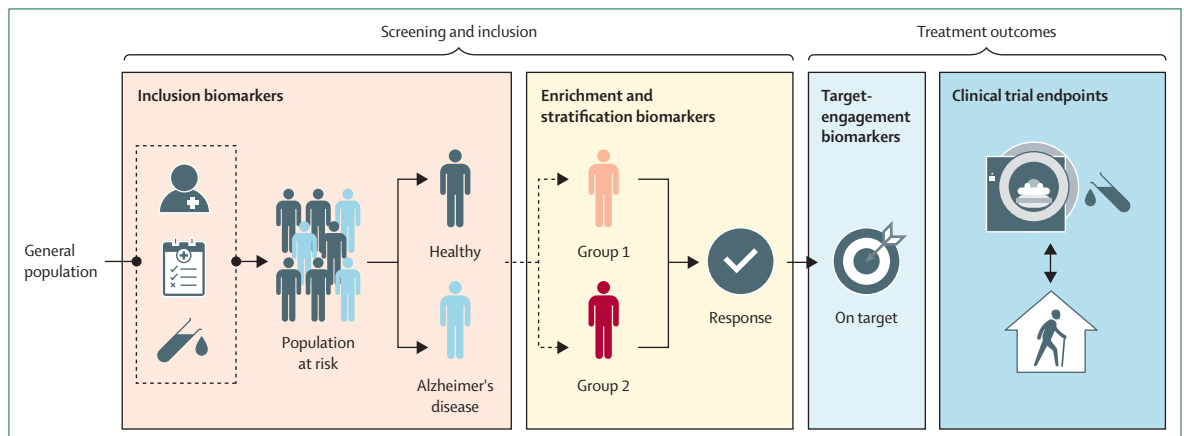 Screening and inclusion
Treatment outcomes
Inclusion biomarkers
Enrichment and
stratification biomarkers
Target-
engagement
biomarkers
Clinical trial endpoints
General
population
Population
at risk
Healthy
Alzheimer's
disease
Group 1
Group 2
Response
On target